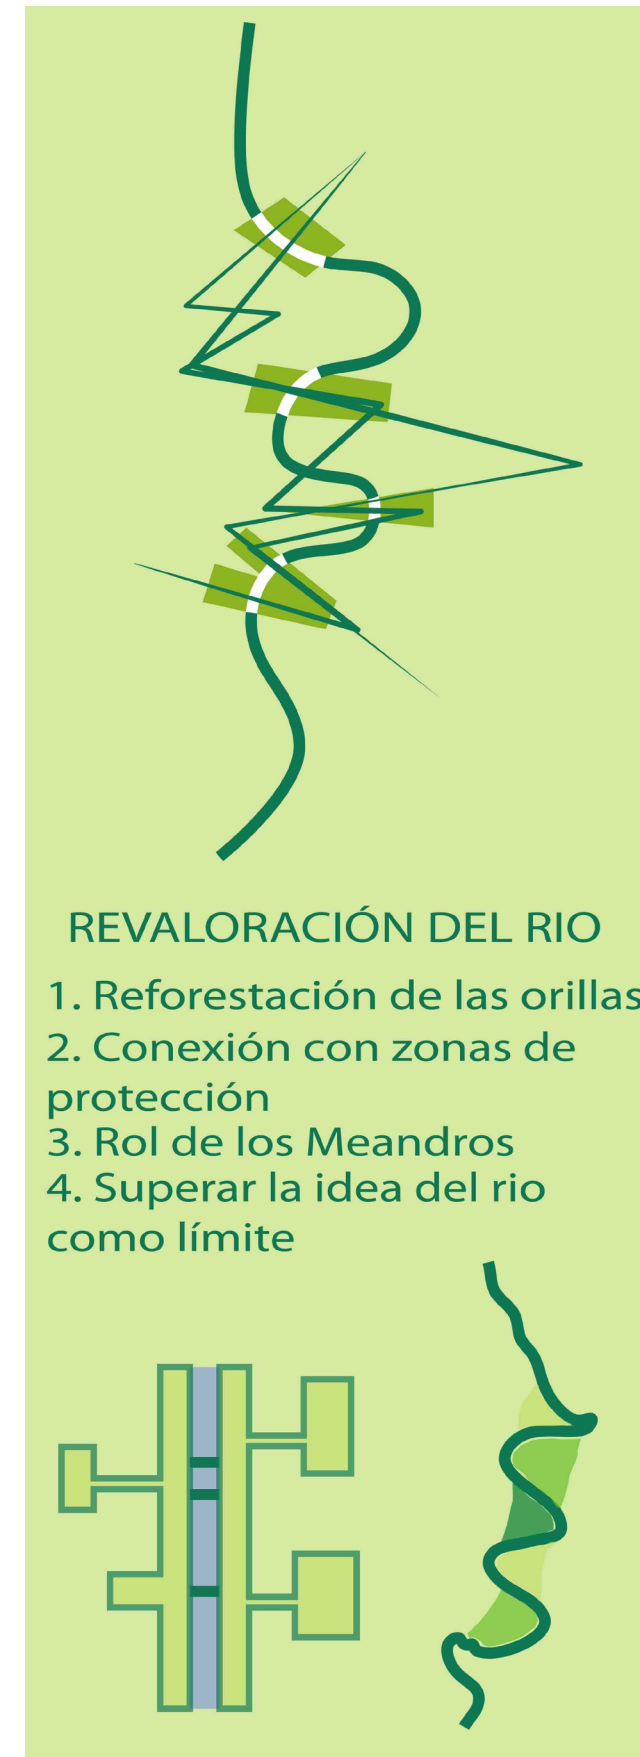 REVALORACIÓN DEL RIO
1. Reforestación de las orillas
2. Conexión con zonas de
protección
3. Rol de los Meandros
4. Superar la idea del rio
como límite